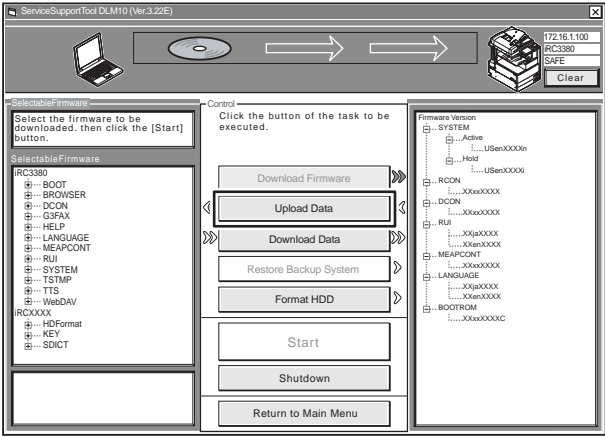 ServiceSupportTool DLM10 (Ver.3.22E)
172.16.1.100
iRC3380
SAFE
Clear
SelectableFirmware
Select the firmware to be
downloaded. then click the [Start]
button.
SelectableFirmware
iRC3380
BOOT
BROWSER
DCON
G3FAX
HELP
LANGUAGE
MEAPCONT
RUI
SYSTEM
TSTMP
TTS
WebDAV
iRCXXXX
HDFormat
KEY
SDICT
Control
Click the button of the task to be
executed.
Download Firmware
Upload Data
Download Data
Restore Backup System
Format HDD
Start
Shutdown
Return to Main Menu
Firmware Version
SYSTEM
Active
USenXXXXn
Hold
USenXXXXi
RCON
XXxxXXXX
DCON
XXxxXXXX
RUI
XXjaXXXX
XXenXXXX
MEAPCONT
XXxxXXXX
LANGUAGE
XXjaXXXX
XXenXXXX
BOOTROM
XXxxXXXXC